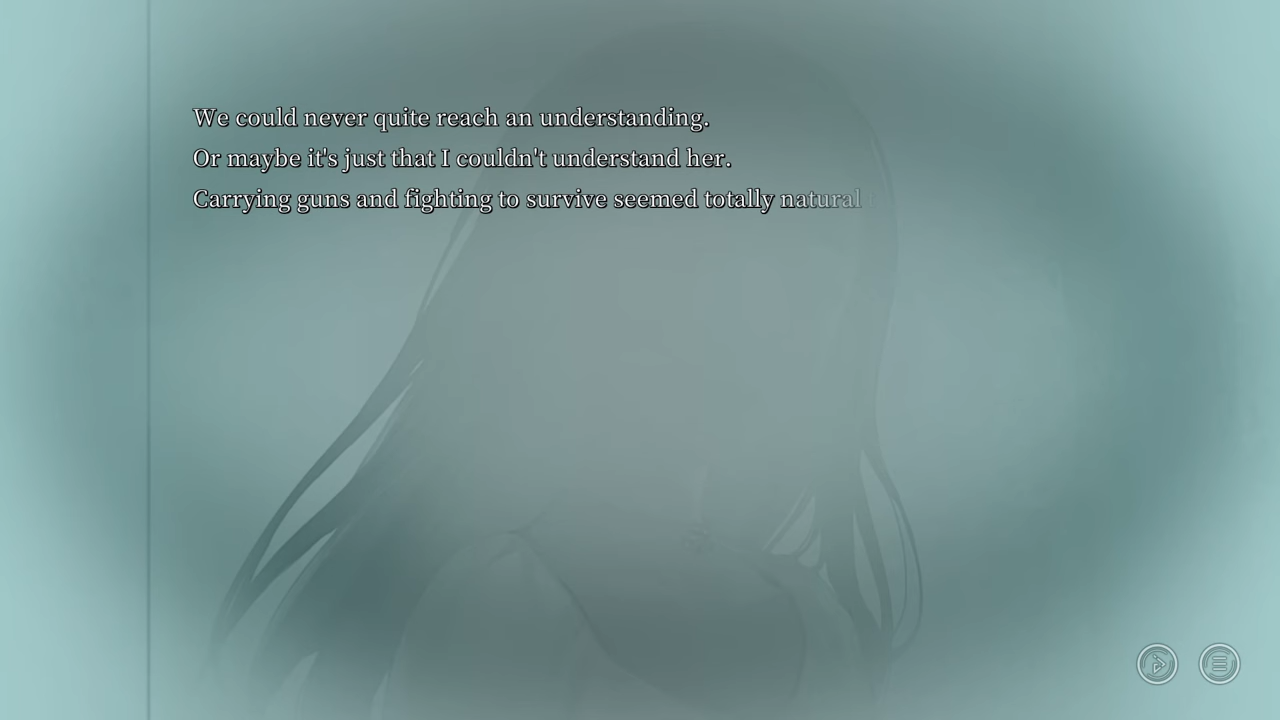 We could never quite reach an understanding.
Or maybe it's just that I couldn't understand her.
Carrying guns and fighting to survive seemed totally natural